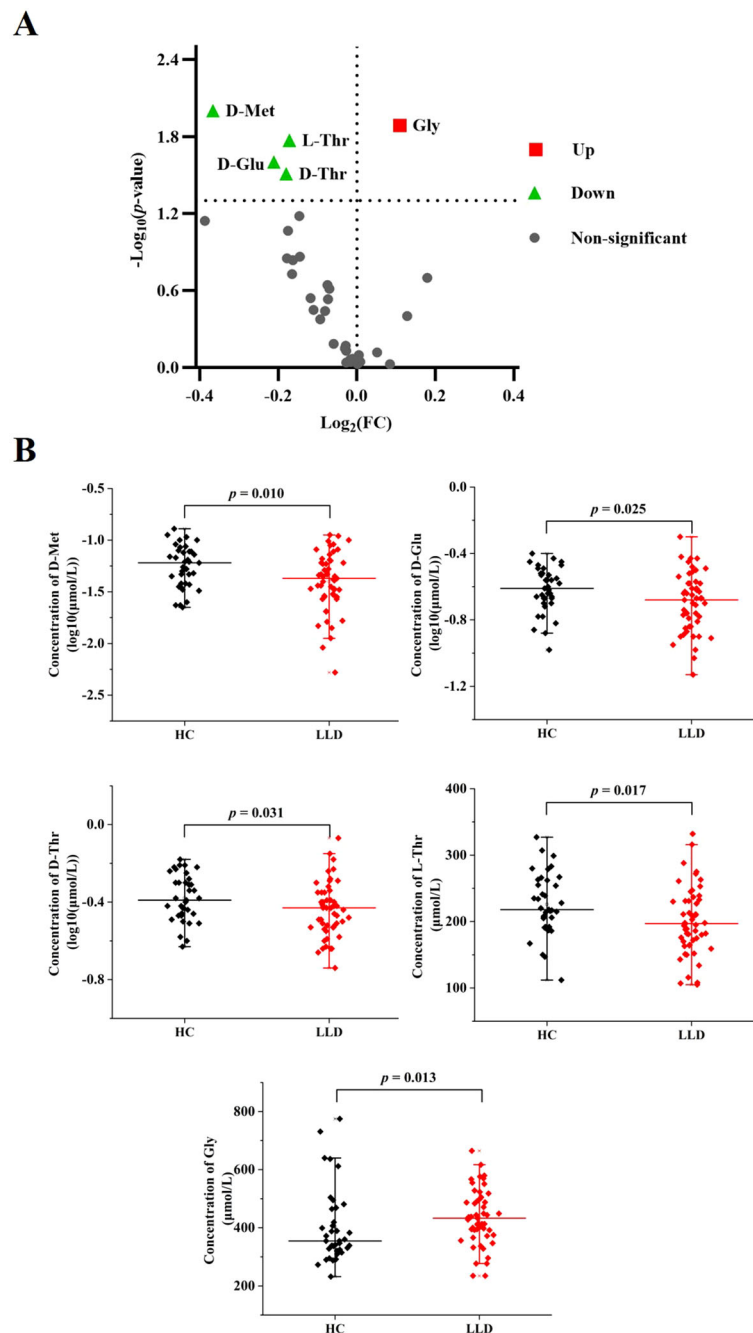 A
2.4
1.8
1.2
0.6
0.0
-Log10(p-value)
D-Met
L-Thr
D-Glu
D-Thr
Gly
Up
Down
Non-significant
-0.4
-0.2
0.0
0.2
0.4
Log2(FC)
B
-0.5
-1.0
-1.5
-2.0
-2.5
Concentration of D-Met
(log10(μmol/L))
p = 0.010
HC
LLD
0.0
-0.4
-0.8
-1.2
Concentration of D-Glu
(log10(μmol/L))
p = 0.025
HC
LLD
0.0
-0.4
-0.8
Concentration of D-Thr
(log10(μmol/L))
p = 0.031
HC
LLD
400
300
200
100
Concentration of L-Thr
(μmol/L)
p = 0.017
HC
LLD
800
600
400
200
Concentration of Gly
(μmol/L)
p = 0.013
HC
LLD